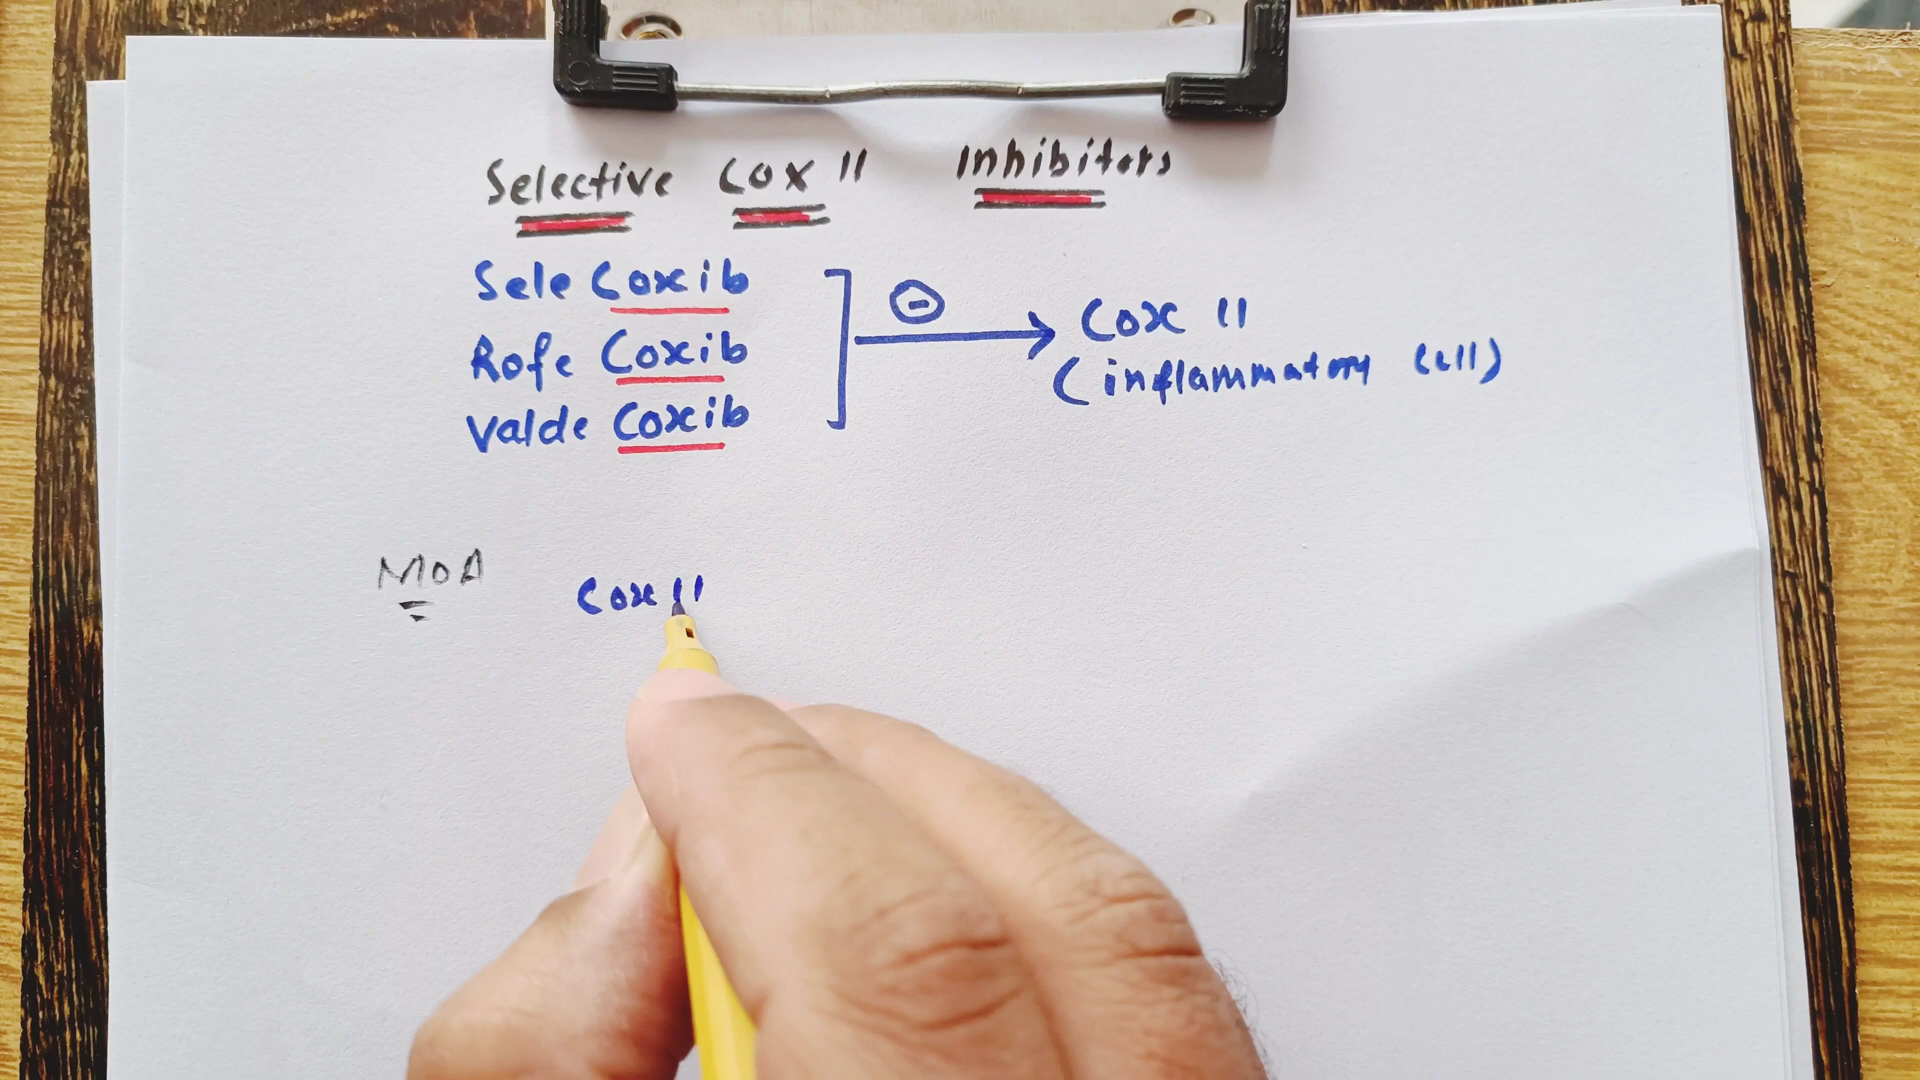 Selective Cox II Inhibitors
Sele Coxib
Rofe Coxib
Valde Coxib
-
Cox II
(inflammatory Cell)
MOA
Cox II